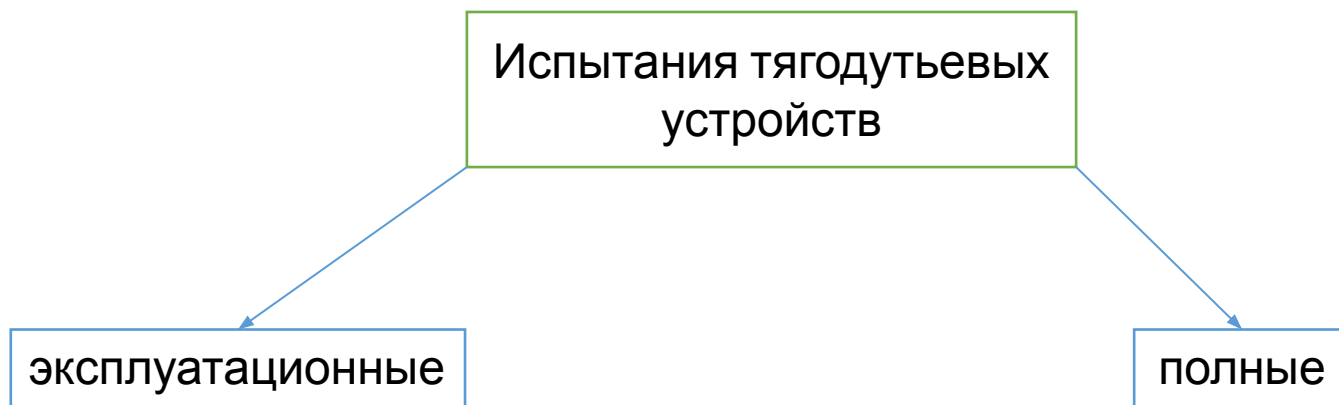 Испытания тягодутьевых
устройств
эксплуатационные
полные